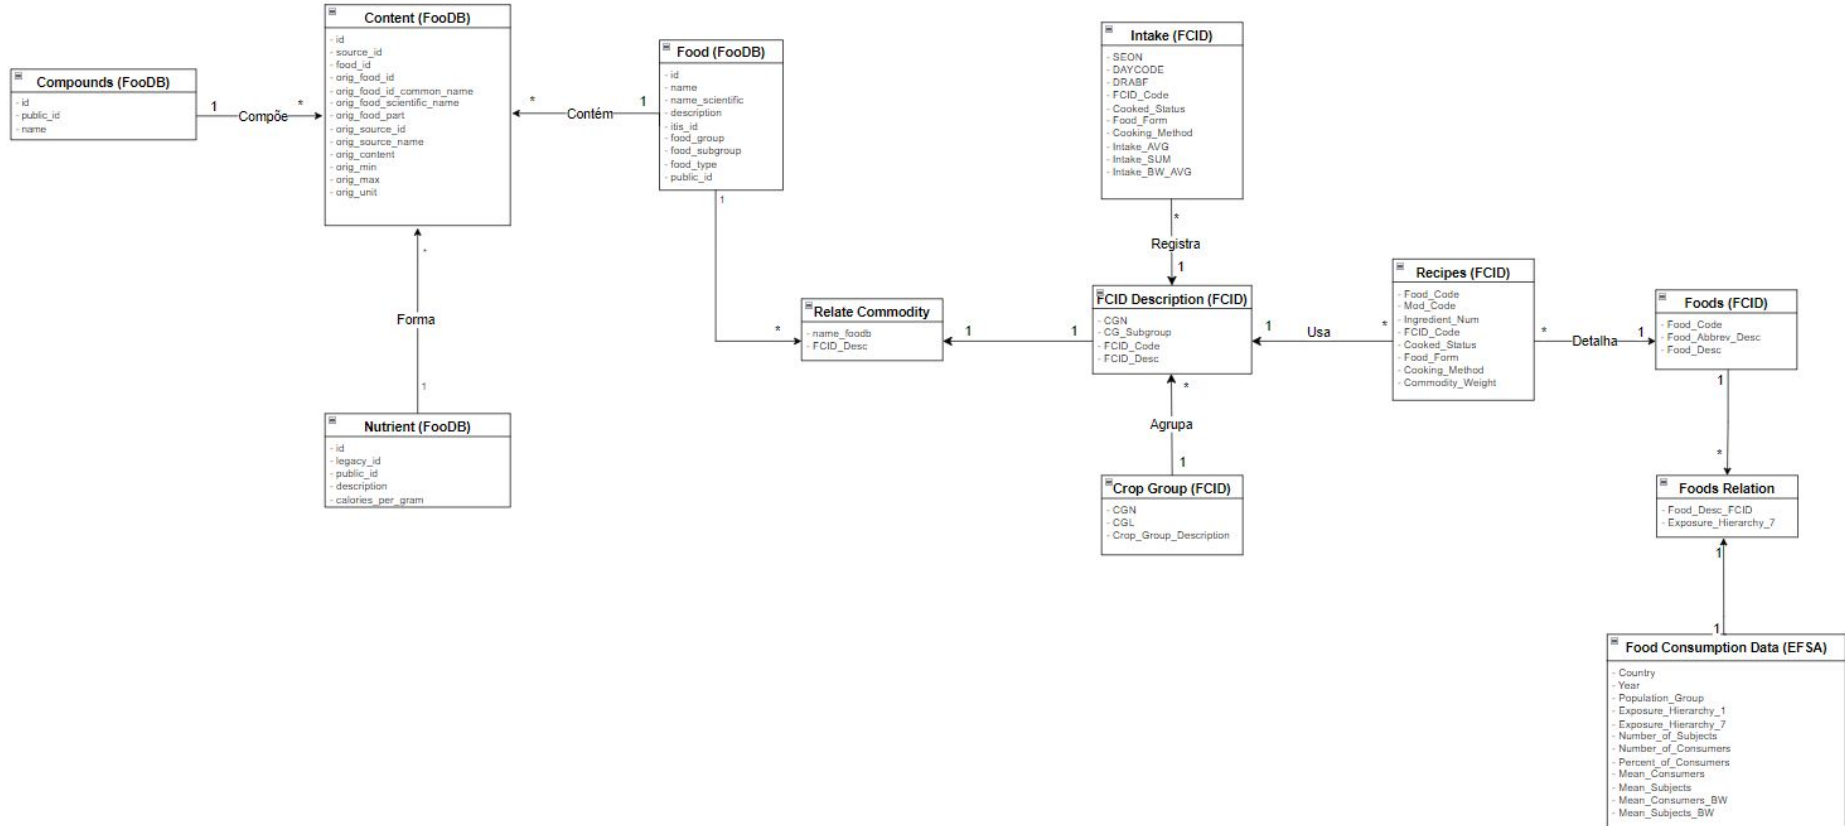 Compounds (FooDB)
- id
- public_id
- name
1
Compõe
*
Content (FooDB)
- id
- source_id
- food_id
- orig_food_id
- orig_food_id_common_name
- orig_food_scientific_name
- orig_food_part
- orig_source_id
- orig_source_name
- orig_content
- orig_min
- orig_max
- orig_unit
*
Contém
1
Food (FooDB)
- id
- name
- name_scientific
- description
- itis_id
- food_group
- food_subgroup
- food_type
- public_id
1
*
*
Forma
1
Nutrient (FooDB)
- id
- legacy_id
- public_id
- description
- calories_per_gram
Relate Commodity
- name_foodb
- FCID_Desc
1
1
Intake (FCID)
- SEON
- DAYCODE
- DRABF
- FCID_Code
- Cooked_Status
- Food_Form
- Cooking_Method
- Intake_AVG
- Intake_SUM
- Intake_BW_AVG
*
Registra
1
FCID Description (FCID)
- CGN
- CG_Subgroup
- FCID_Code
- FCID_Desc
*
Agrupa
1
Crop Group (FCID)
- CGN
- CGL
- Crop_Group_Description
1
Usa
*
Recipes (FCID)
- Food_Code
- Mod_Code
- Ingredient_Num
- FCID_Code
- Cooked_Status
- Food_Form
- Cooking_Method
- Commodity_Weight
*
Detalha
1
Foods (FCID)
- Food_Code
- Food_Abbrev_Desc
- Food_Desc
1
*
Foods Relation
- Food_Desc_FCID
- Exposure_Hierarchy_7
1
1
Food Consumption Data (EFSA)
- Country
- Year
- Population_Group
- Exposure_Hierarchy_1
- Exposure_Hierarchy_7
- Number_of_Subjects
- Number_of_Consumers
- Percent_of_Consumers
- Mean_Consumers
- Mean_Subjects
- Mean_Consumers_BW
- Mean_Subjects_BW